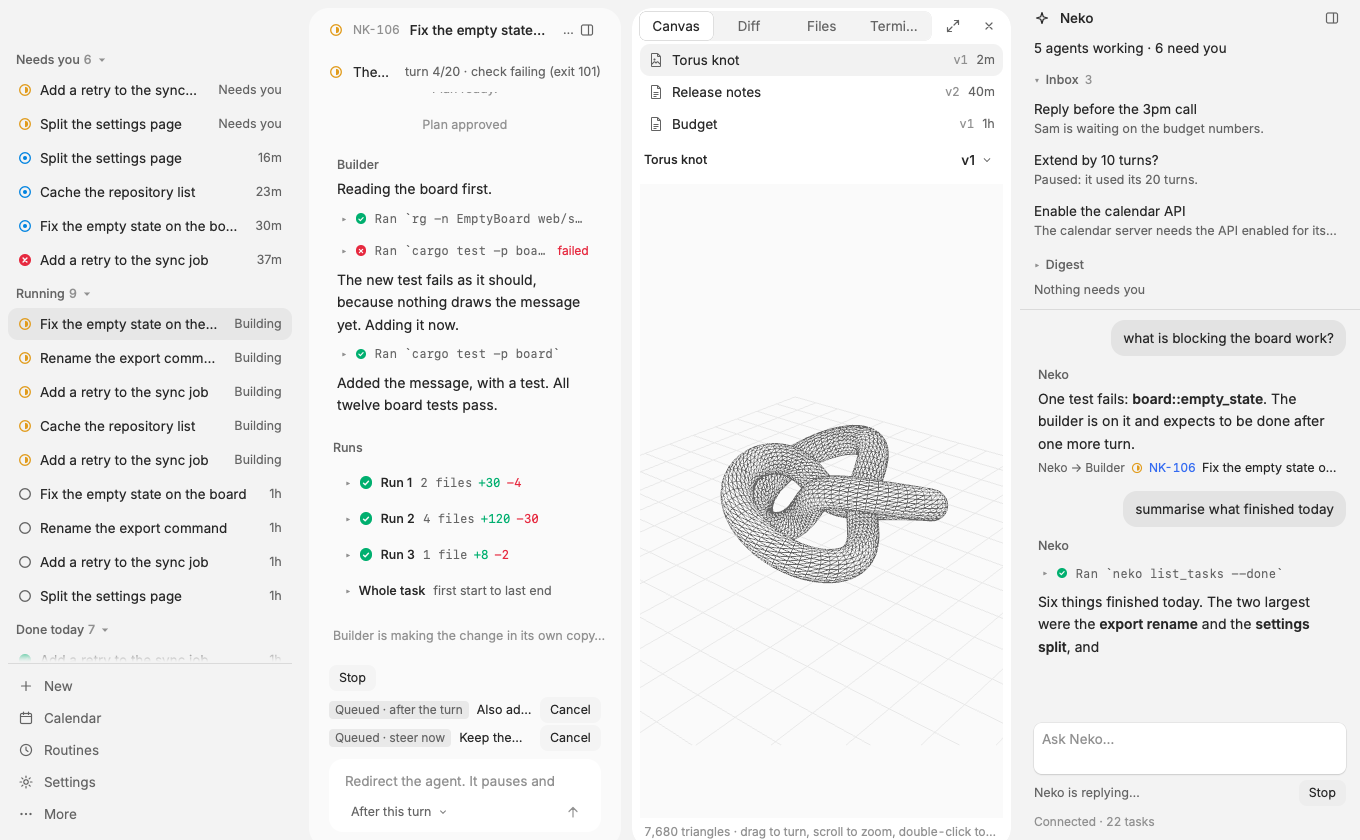 Needs you 6
Add a retry to the sync... Needs you
Split the settings page Needs you
Split the settings page 16m
Cache the repository list 23m
Fix the empty state on the bo... 30m
Add a retry to the sync job 37m
Running 9
Fix the empty state on the... Building
Rename the export comm... Building
Add a retry to the sync job Building
Cache the repository list Building
Add a retry to the sync job Building
Fix the empty state on the board 1h
Rename the export command 1h
Add a retry to the sync job 1h
Split the settings page 1h
Done today 7
Add a retry to the sync job 1h
New
Calendar
Routines
Settings
More
NK-106 Fix the empty state... ...
The... turn 4/20 · check failing (exit 101)
Plan ready.
Plan approved
Builder
Reading the board first.
Ran `rg -n EmptyBoard web/s...
Ran `cargo test -p boa... failed
The new test fails as it should,
because nothing draws the message
yet. Adding it now.
Ran `cargo test -p board`
Added the message, with a test. All
twelve board tests pass.
Runs
Run 1 2 files +30 −4
Run 2 4 files +120 −30
Run 3 1 file +8 −2
Whole task first start to last end
Builder is making the change in its own copy...
Stop
Queued · after the turn Also ad... Cancel
Queued · steer now Keep the... Cancel
Redirect the agent. It pauses and
After this turn
Canvas Diff Files Termi...
Torus knot v1 2m
Release notes v2 40m
Budget v1 1h
Torus knot v1
7,680 triangles · drag to turn, scroll to zoom, double-click to...
Neko
5 agents working · 6 need you
Inbox 3
Reply before the 3pm call
Sam is waiting on the budget numbers.
Extend by 10 turns?
Paused: it used its 20 turns.
Enable the calendar API
The calendar server needs the API enabled for its...
Digest
Nothing needs you
what is blocking the board work?
Neko
One test fails: board::empty_state. The
builder is on it and expects to be done after
one more turn.
Neko → Builder NK-106 Fix the empty state o...
summarise what finished today
Neko
Ran `neko list_tasks --done`
Six things finished today. The two largest
were the export rename and the settings
split, and
Ask Neko...
Neko is replying... Stop
Connected · 22 tasks